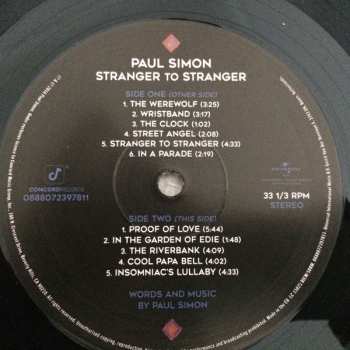 PAUL SIMON
STRANGER TO STRANGER
SIDE ONE (OTHER SIDE)
1. THE WEREWOLF (3:25)
2. WRISTBAND (3:17)
3. THE CLOCK (1:02)
4. STREET ANGEL (2:08)
5. STRANGER TO STRANGER (4:33)
6. IN A PARADE (2:19)
CONCORD RECORDS
0888072397811
33 1/3 RPM
STEREO
SIDE TWO (THIS SIDE)
1. PROOF OF LOVE (5:44)
2. IN THE GARDEN OF EDIE (1:48)
3. THE RIVERBANK (4:09)
4. COOL PAPA BELL (4:02)
5. INSOMNIAC'S LULLABY (4:33)
WORDS AND MUSIC
BY PAUL SIMON